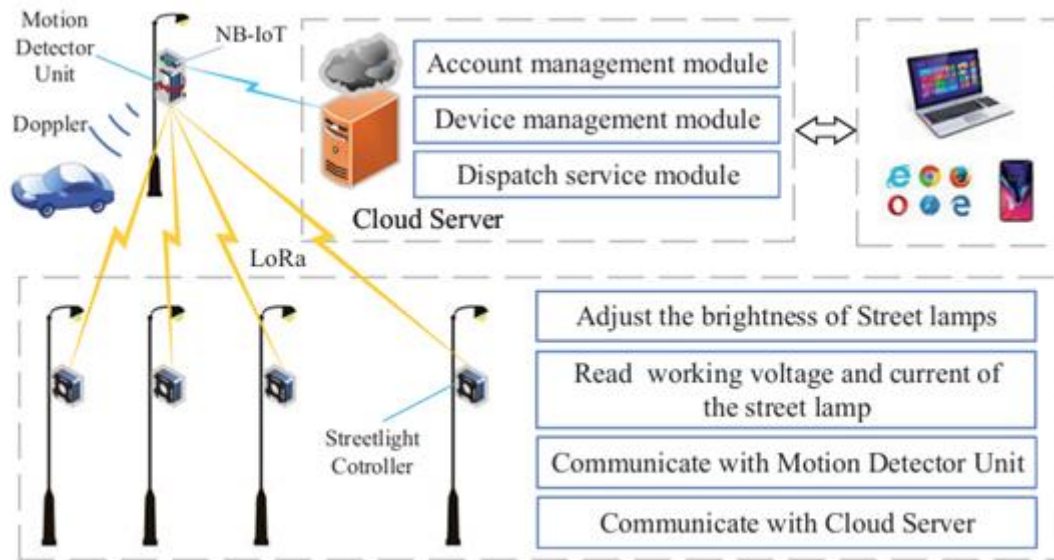 Motion
Detector
Unit
NB-IoT
Doppler
Account management module
Device management module
Dispatch service module
Cloud Server
LoRa
Streetlight
Cotroller
Adjust the brightness of Street lamps
Read working voltage and current of
the street lamp
Communicate with Motion Detector Unit
Communicate with Cloud Server